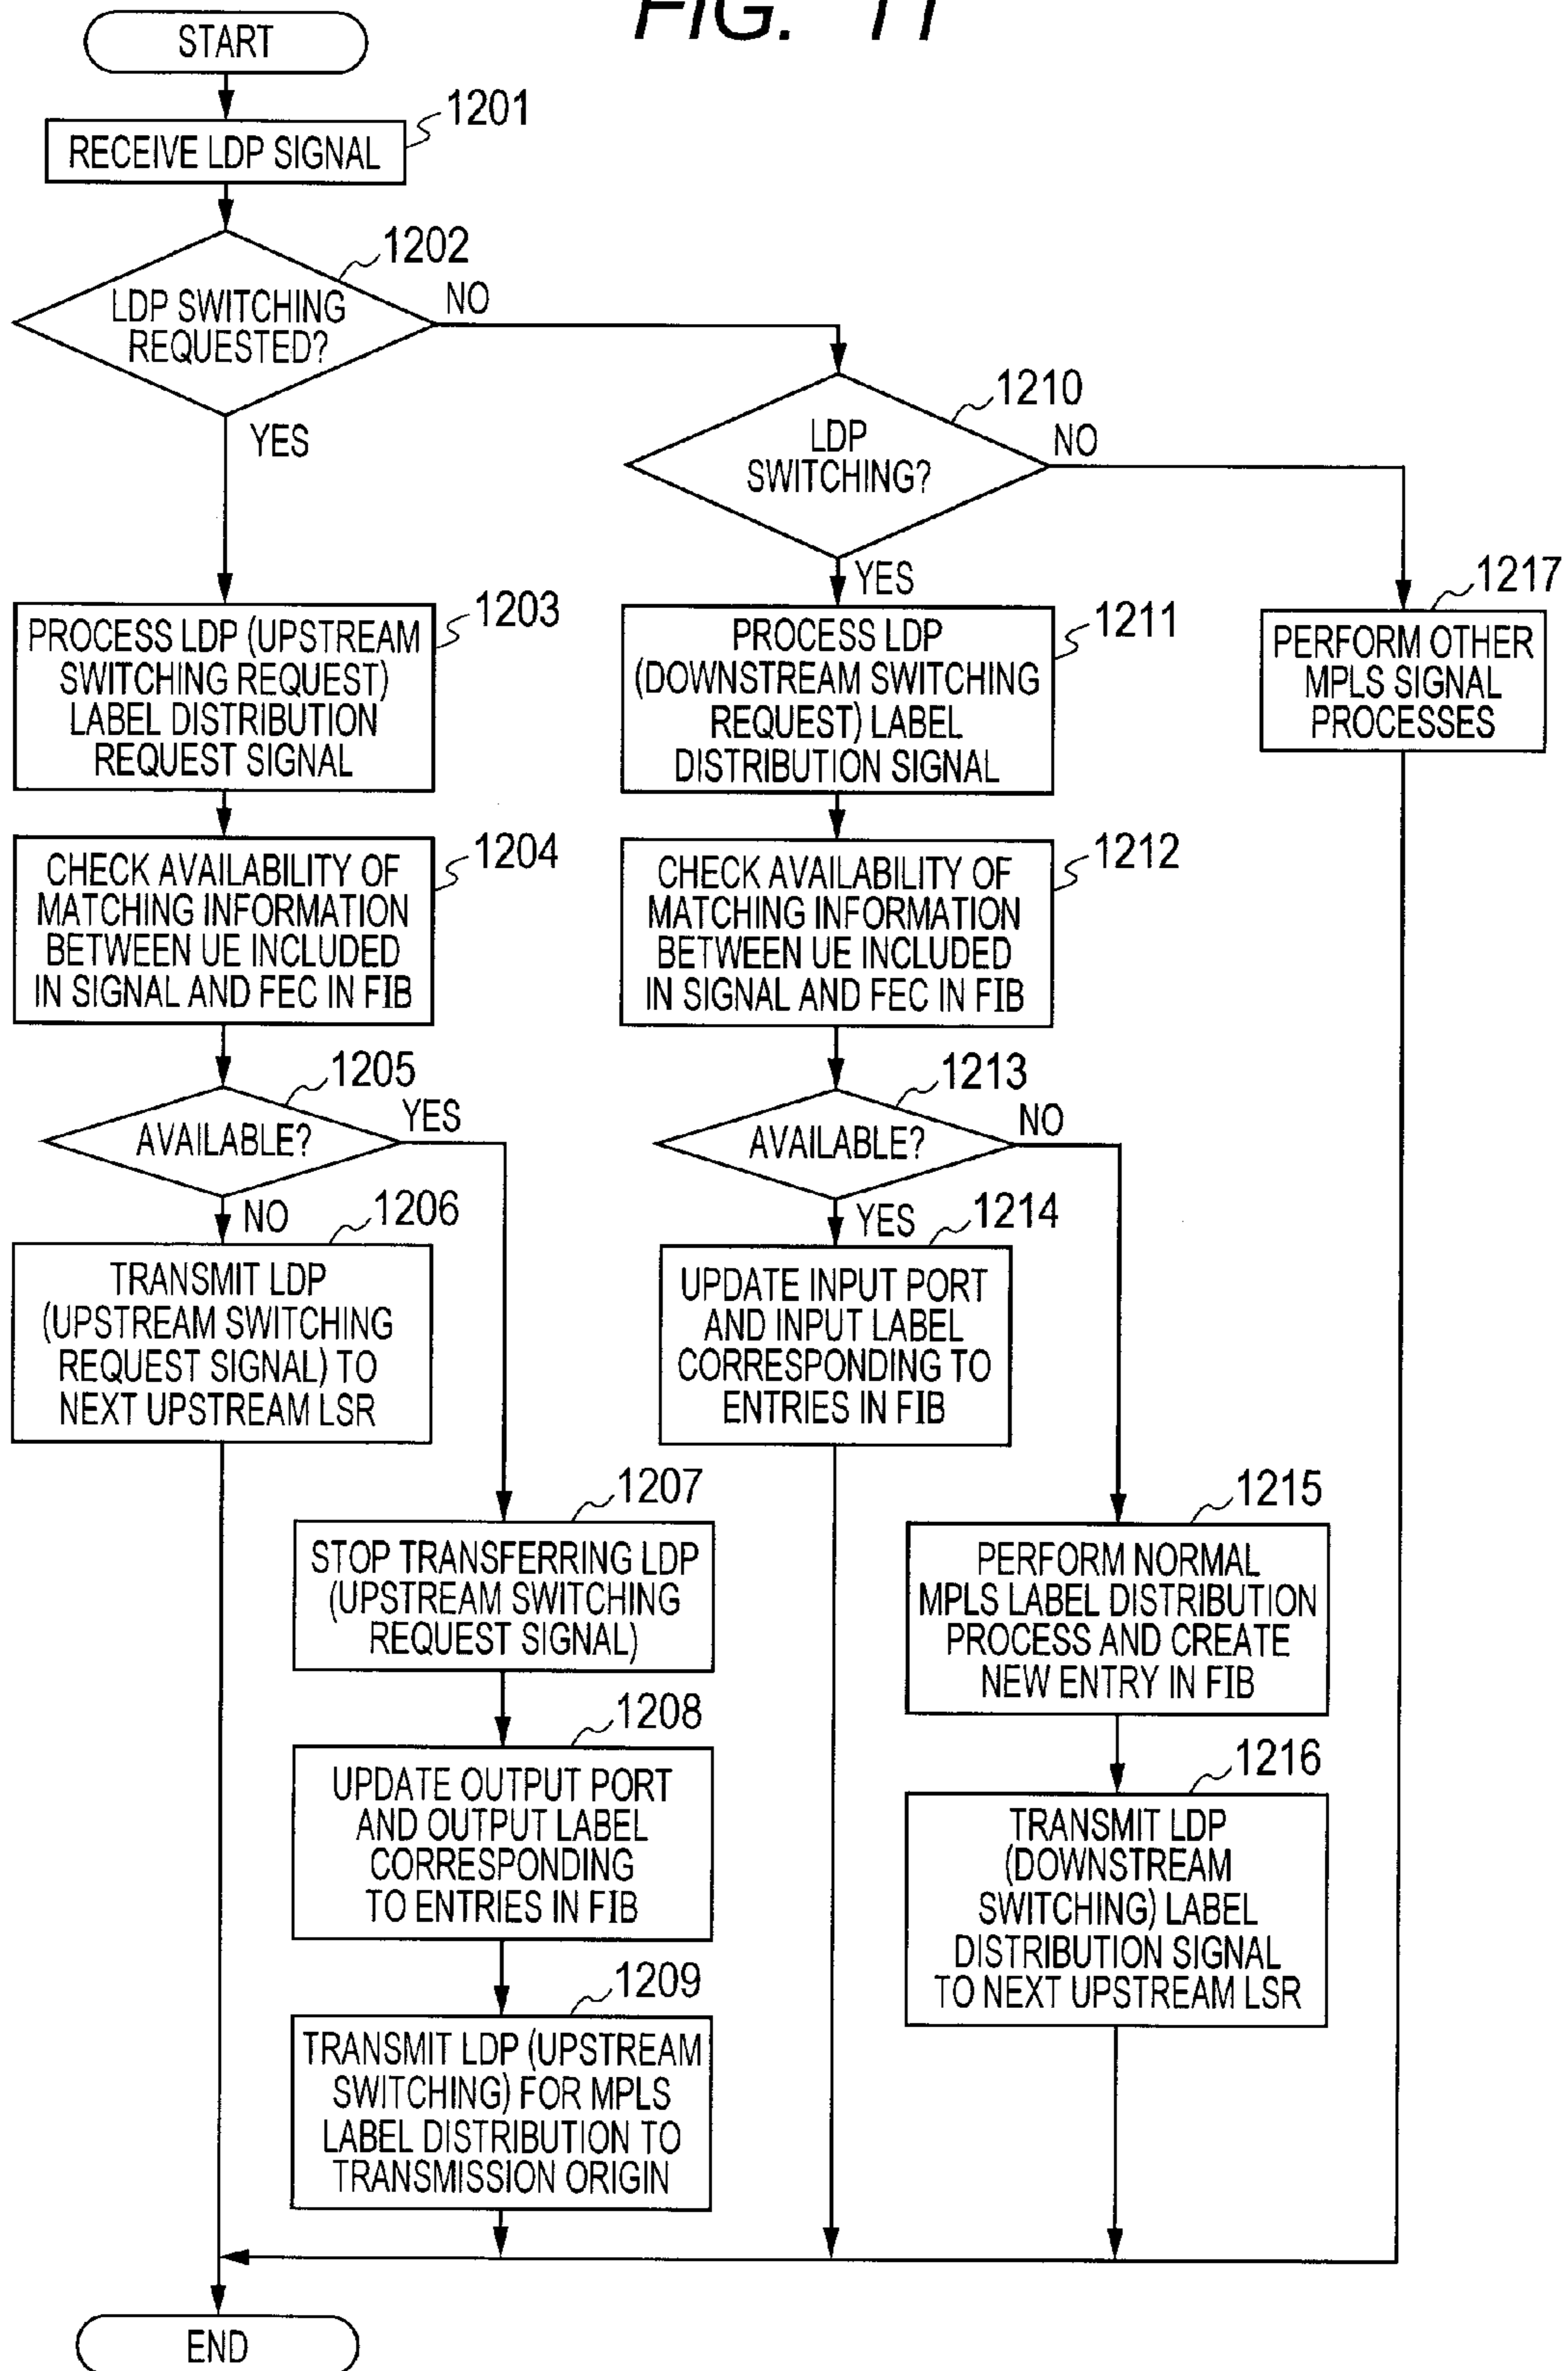 FIG. 11
START
1201
RECEIVE LDP SIGNAL
1202
LDP SWITCHING
REQUESTED?
NO
YES
1210
LDP
SWITCHING?
NO
YES
1203
PROCESS LDP (UPSTREAM
SWITCHING REQUEST)
LABEL DISTRIBUTION
REQUEST SIGNAL
1211
PROCESS LDP
(DOWNSTREAM SWITCHING
REQUEST) LABEL
DISTRIBUTION SIGNAL
1217
PERFORM OTHER
MPLS SIGNAL
PROCESSES
1204
CHECK AVAILABILITY OF
MATCHING INFORMATION
BETWEEN UE INCLUDED
IN SIGNAL AND FEC IN FIB
1212
CHECK AVAILABILITY OF
MATCHING INFORMATION
BETWEEN UE INCLUDED
IN SIGNAL AND FEC IN FIB
1205
AVAILABLE?
YES
NO
1213
AVAILABLE?
NO
YES
1206
TRANSMIT LDP
(UPSTREAM SWITCHING
REQUEST SIGNAL) TO
NEXT UPSTREAM LSR
1214
UPDATE INPUT PORT
AND INPUT LABEL
CORRESPONDING TO
ENTRIES IN FIB
1207
STOP TRANSFERRING LDP
(UPSTREAM SWITCHING
REQUEST SIGNAL)
1215
PERFORM NORMAL
MPLS LABEL DISTRIBUTION
PROCESS AND CREATE
NEW ENTRY IN FIB
1208
UPDATE OUTPUT PORT
AND OUTPUT LABEL
CORRESPONDING
TO ENTRIES IN FIB
1216
TRANSMIT LDP
(DOWNSTREAM
SWITCHING) LABEL
DISTRIBUTION SIGNAL
TO NEXT UPSTREAM LSR
1209
TRANSMIT LDP (UPSTREAM
SWITCHING) FOR MPLS
LABEL DISTRIBUTION TO
TRANSMISSION ORIGIN
END